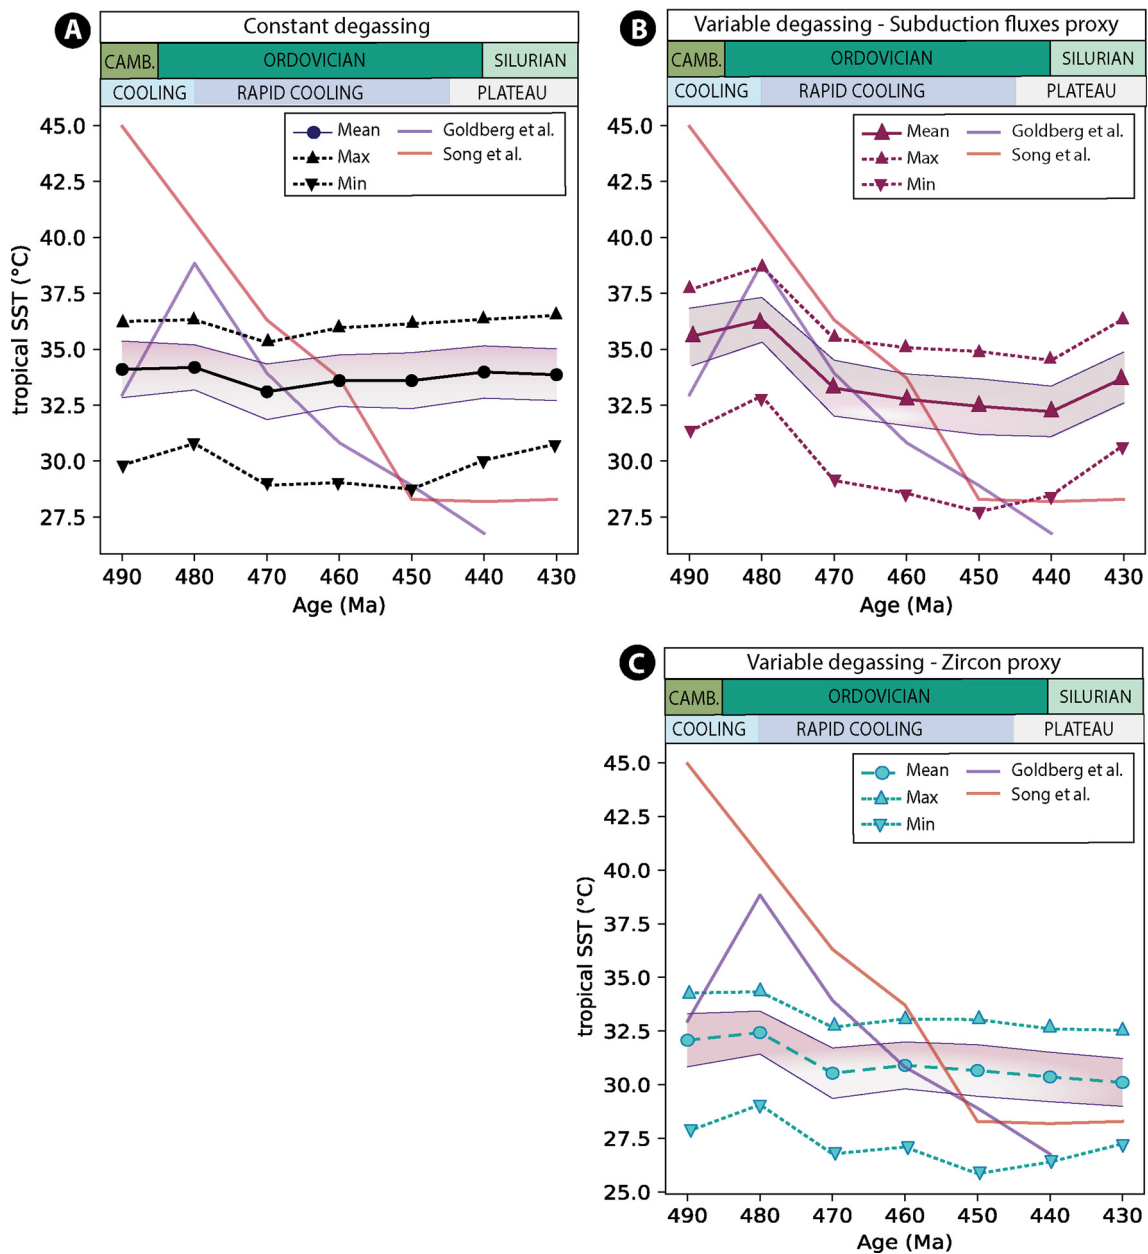 A
Constant degassing
CAMB. ORDOVICIAN SILURIAN
COOLING RAPID COOLING PLATEAU
Mean Goldberg et al.
Max Song et al.
Min
45.0
42.5
40.0
37.5
35.0
32.5
30.0
27.5
tropical SST (°C)
490 480 470 460 450 440 430
Age (Ma)
B
Variable degassing - Subduction fluxes proxy
CAMB. ORDOVICIAN SILURIAN
COOLING RAPID COOLING PLATEAU
Mean Goldberg et al.
Max Song et al.
Min
45.0
42.5
40.0
37.5
35.0
32.5
30.0
27.5
490 480 470 460 450 440 430
Age (Ma)
C
Variable degassing - Zircon proxy
CAMB. ORDOVICIAN SILURIAN
COOLING RAPID COOLING PLATEAU
Mean Goldberg et al.
Max Song et al.
Min
45.0
42.5
40.0
37.5
35.0
32.5
30.0
27.5
25.0
tropical SST (°C)
490 480 470 460 450 440 430
Age (Ma)